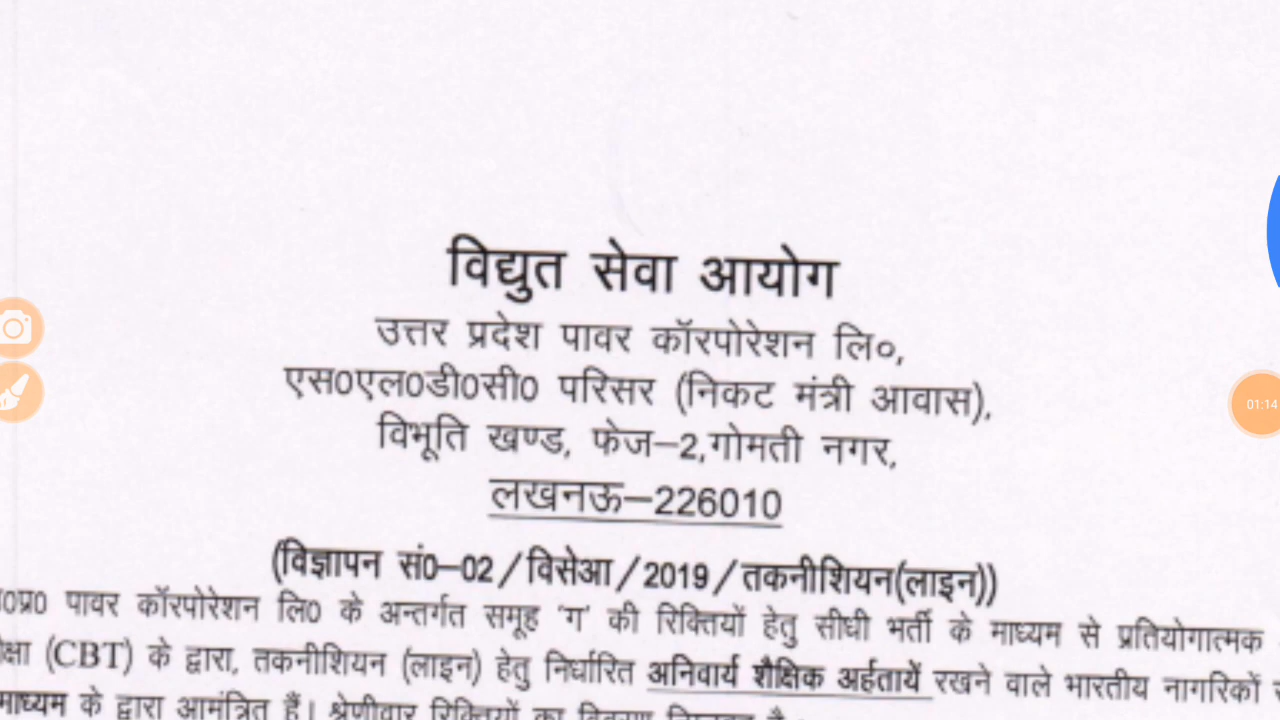 विद्युत सेवा आयोग
उत्तर प्रदेश पावर कॉरपोरेशन लि०,
एस0एल0डी0सी0 परिसर (निकट मंत्री आवास),
विभूति खण्ड, फेज–2,गोमती नगर,
लखनऊ–226010
(विज्ञापन सं0–02/विसेआ/2019/तकनीशियन(लाइन))
0प्र0 पावर कॉरपोरेशन लि0 के अन्तर्गत समूह 'ग' की रिक्तियों हेतु सीधी भर्ती के माध्यम से प्रतियोगात्मक
क्षा (CBT) के द्वारा, तकनीशियन (लाइन) हेतु निर्धारित अनिवार्य शैक्षिक अर्हतायें रखने वाले भारतीय नागरिकों
माध्यम के द्वारा आमंत्रित हैं। श्रेणीवार रिक्तियों का विवरण
01:14